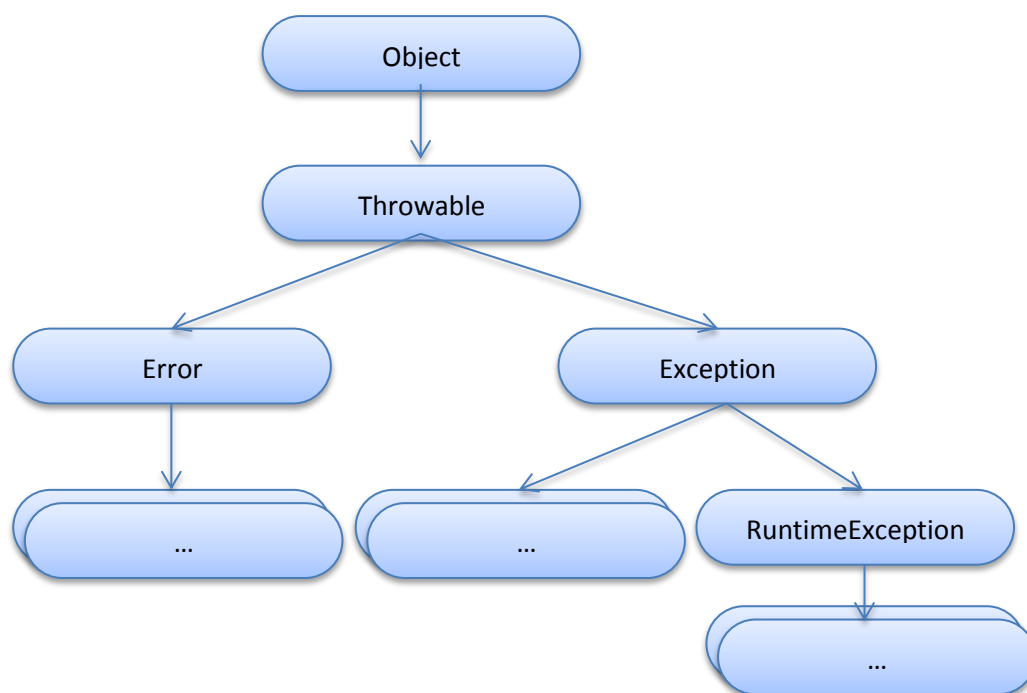 Object
Throwable
Error
Exception
...
...
RuntimeException
...